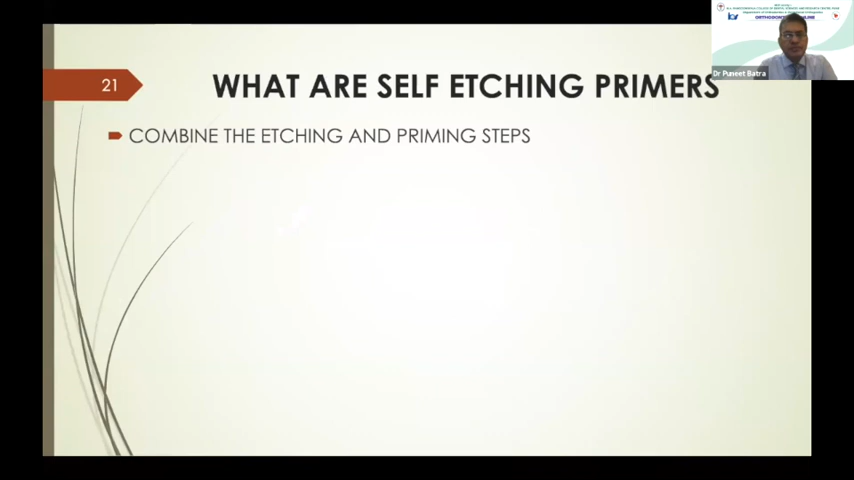 21
WHAT ARE SELF ETCHING PRIMERS
COMBINE THE ETCHING AND PRIMING STEPS
Dr Puneet Batra